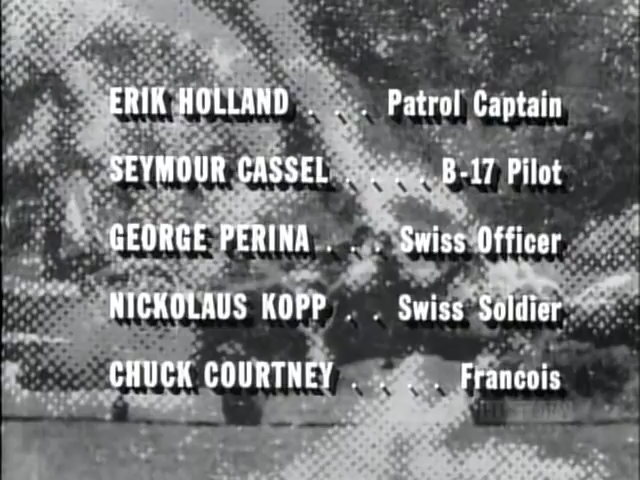 ERIK HOLLAND . . . Patrol Captain
SEYMOUR CASSEL . . . . B-17 Pilot
GEORGE PERINA . . . Swiss Officer
NICKOLAUS KOPP . . Swiss Soldier
CHUCK COURTNEY . . . . Francois